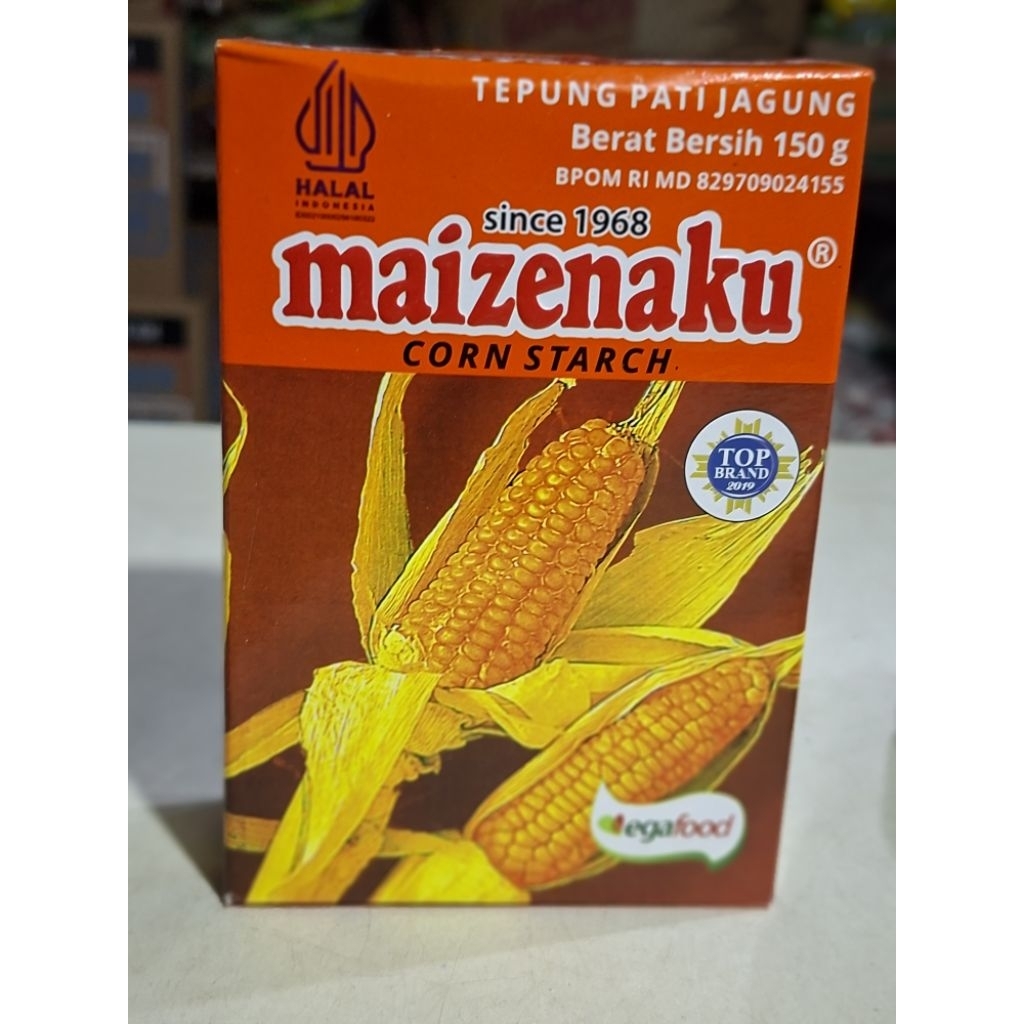 TEPUNG PATI JAGUNG
Berat Bersih 150 g
BPOM RI MD 829709024155
HALAL
INDONESIA
since 1968
maizenaku®
CORN STARCH
TOP
BRAND
2019
egafood